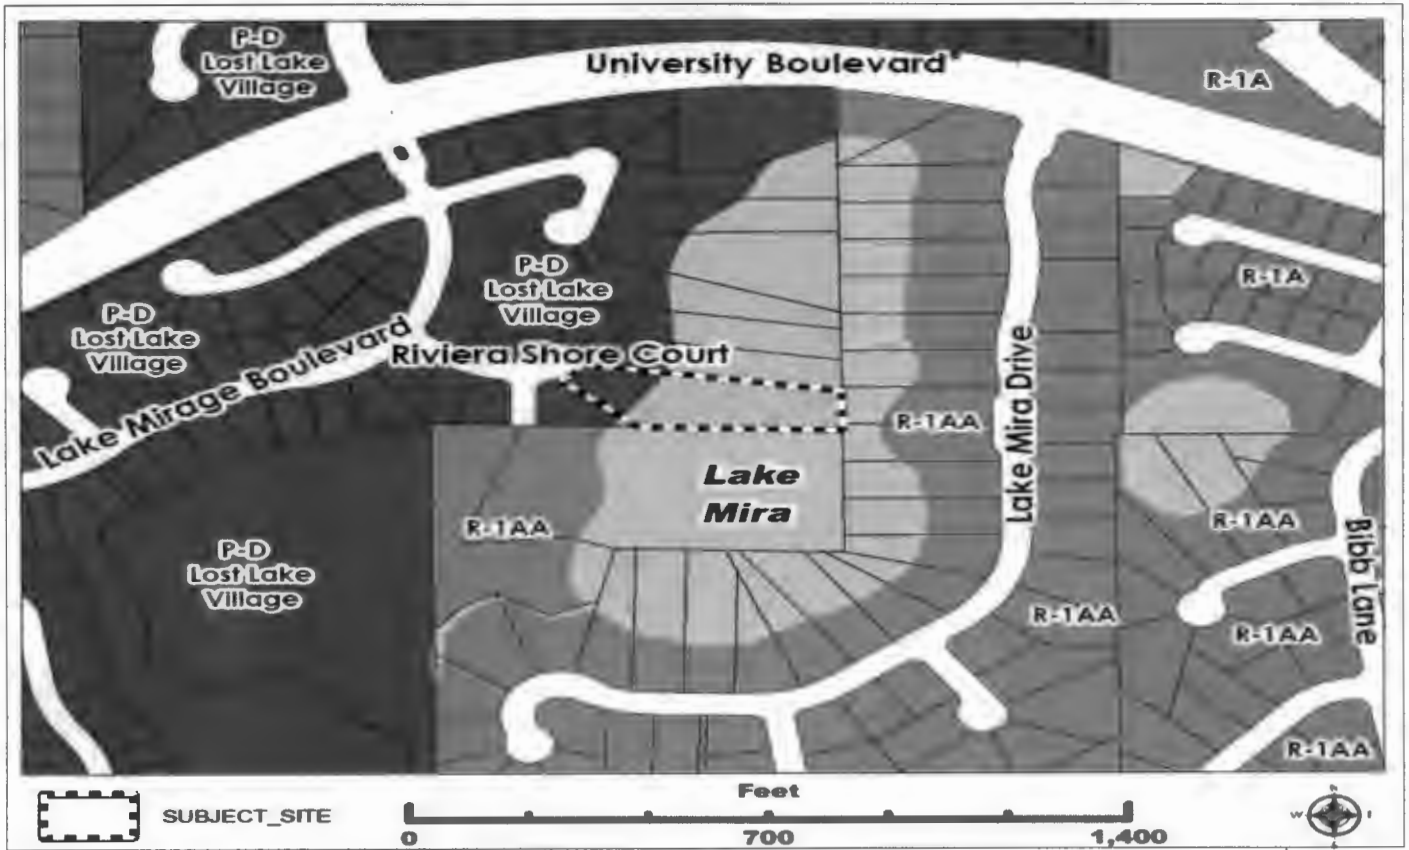 P-D
Lost Lake
Village
University Boulevard
R-1A
P-D
Lost Lake
Village
R-1A
P-D
Lost Lake
Village
Riviera Shore Court
Lake Mirage Boulevard
Lake Mira Drive
R-1AA
Lake
Mira
R-1AA
R-1AA
P-D
Lost Lake
Village
Bibb Lane
R-1AA
R-1AA
R-1AA
SUBJECT_SITE
Feet
0
700
1,400
W